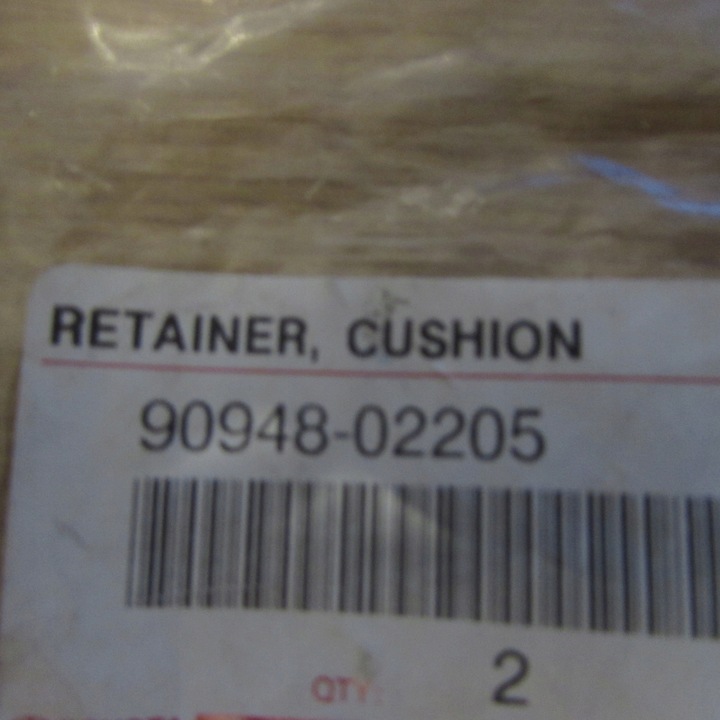 RETAINER, CUSHION
90948-02205
QTY: 2